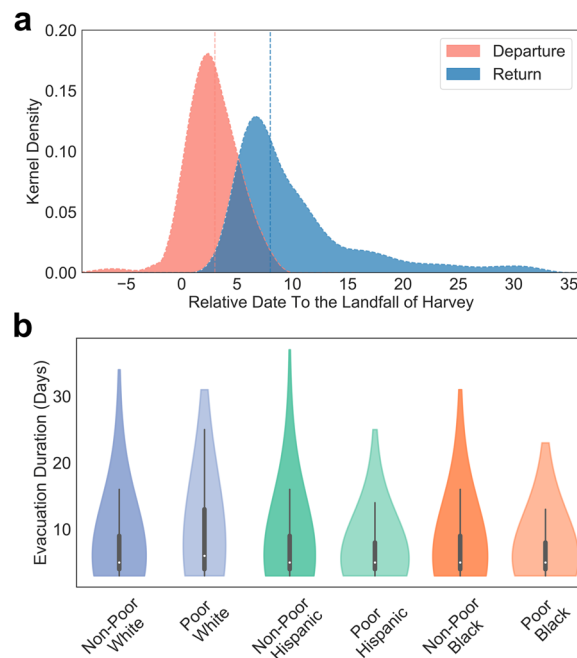 a
0.20
0.15
0.10
0.05
0.00
Kernel Density
Departure
Return
−5 0 5 10 15 20 25 30 35
Relative Date To the Landfall of Harvey
b
30
20
10
Evacuation Duration (Days)
Non-Poor
White
Poor
White
Non-Poor
Hispanic
Poor
Hispanic
Non-Poor
Black
Poor
Black